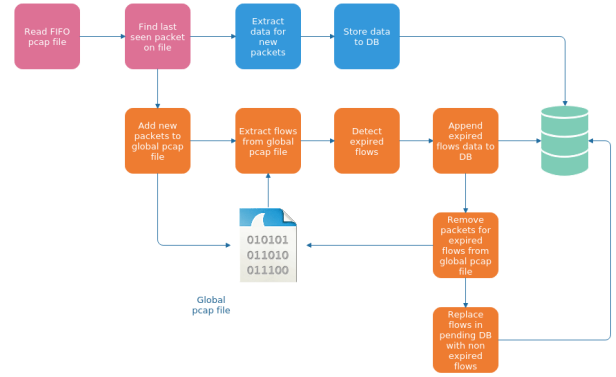 Read FIFO
pcap file
Find last
seen packet
on file
Extract
data for
new
packets
Store data
to DB
Add new
packets to
global pcap
file
Extract flows
from global
pcap file
Detect
expired
flows
Append
expired
flows data to
DB
010101
011010
011100
Remove
packets for
expired
flows from
global pcap
file
Global
pcap file
Replace
flows in
pending DB
with non
expired
flows